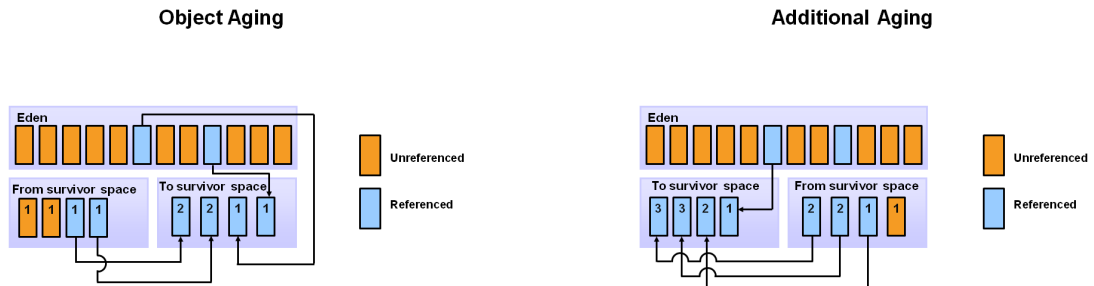 Object Aging
Eden
From survivor space
1 1 1 1
To survivor space
2 2 1 1
Unreferenced
Referenced
Additional Aging
Eden
To survivor space
3 3 2 1
From survivor space
2 2 1 1
Unreferenced
Referenced